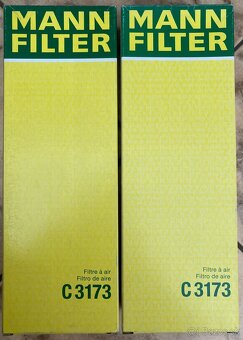 MANN
FILTER
Filtre à air
Filtro de aire
C 3173
MANN
FILTER
Filtre à air
Filtro de aire
C 3173